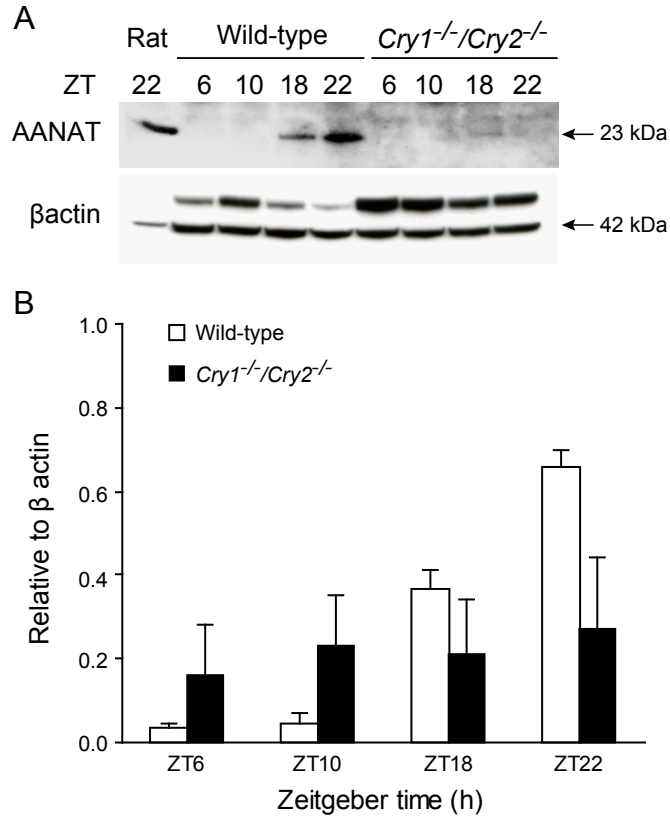 A
Rat Wild-type Cry1-/-/Cry2-/-
ZT 22 6 10 18 22 6 10 18 22
AANAT 23 kDa
βactin 42 kDa
B
1.0
0.8
0.6
0.4
0.2
0.0
Relative to β actin
Wild-type
Cry1-/-/Cry2-/-
ZT6 ZT10 ZT18 ZT22
Zeitgeber time (h)